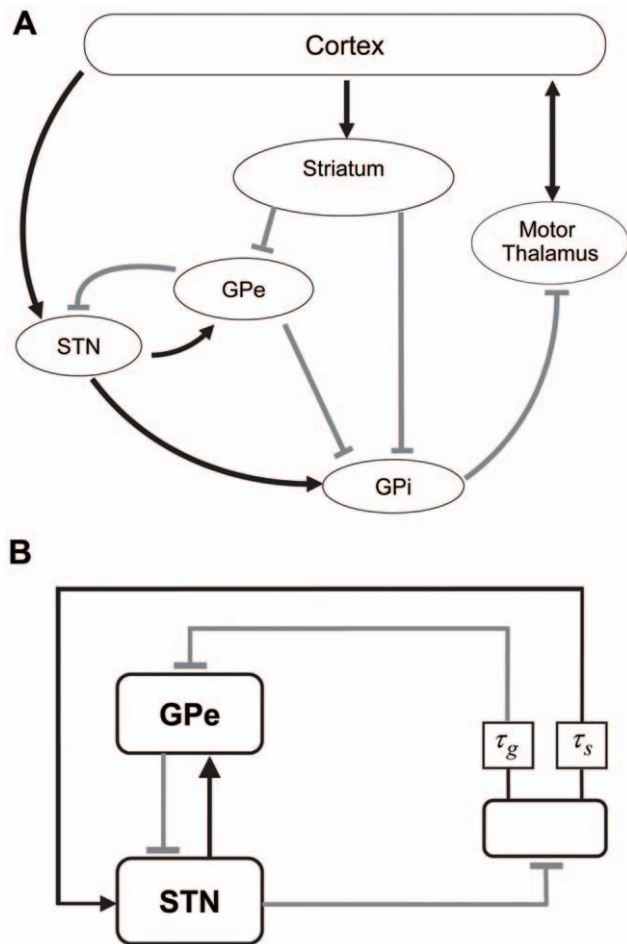 A
Cortex
Striatum
Motor
Thalamus
GPe
STN
GPi
B
GPe
τg
τs
STN